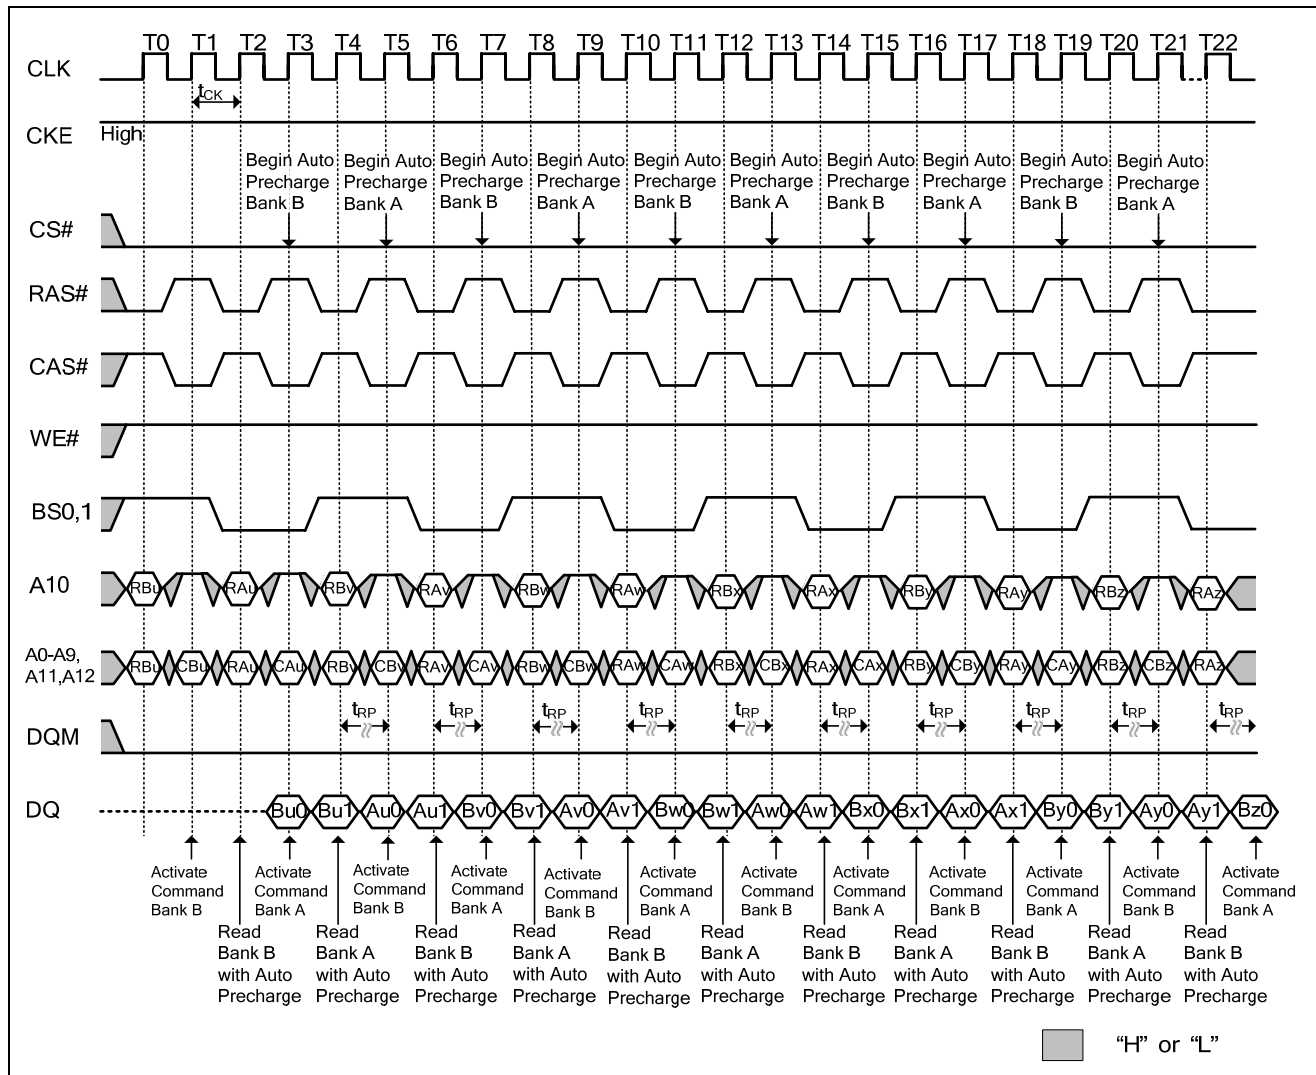 T0 T1 T2 T3 T4 T5 T6 T7 T8 T9 T10 T11 T12 T13 T14 T15 T16 T17 T18 T19 T20 T21 T22
CLK
tCK
CKE
High
Begin Auto Begin Auto Begin Auto Begin Auto Begin Auto Begin Auto Begin Auto Begin Auto Begin Auto Begin Auto
Precharge Precharge Precharge Precharge Precharge Precharge Precharge Precharge Precharge Precharge
Bank B Bank A Bank B Bank A Bank B Bank A Bank B Bank A Bank B Bank A
CS#
RAS#
CAS#
WE#
BS0,1
A10 RBu RAu RBv RAv RBw RAw RBx RAx RBy RAy RBz RAz
A0-A9,
A11,A12
RBu CBu RAu CAu RBv CBv RAv CAv RBw CBw RAw CAw RBx CBx RAx CAx RBy CBy RAy CAy RBz CBz RAz
tRP tRP tRP tRP tRP tRP tRP tRP tRP tRP
DQM
DQ Bu0 Bu1 Au0 Au1 Bv0 Bv1 Av0 Av1 Bw0 Bw1 Aw0 Aw1 Bx0 Bx1 Ax0 Ax1 By0 By1 Ay0 Ay1 Bz0
Activate Activate Activate Activate Activate Activate Activate Activate Activate Activate Activate Activate
Command Command Command Command Command Command Command Command Command Command Command Command
Bank B Bank A Bank B Bank A Bank B Bank A Bank B Bank A Bank B Bank A Bank B Bank A
Read Read Read Read Read Read Read Read Read Read Read
Bank B Bank A Bank B Bank A Bank B Bank A Bank B Bank A Bank B Bank A Bank B
with Auto with Auto with Auto with Auto with Auto with Auto with Auto with Auto with Auto with Auto with Auto
Precharge Precharge Precharge Precharge Precharge Precharge Precharge Precharge Precharge Precharge Precharge
“H” or “L”